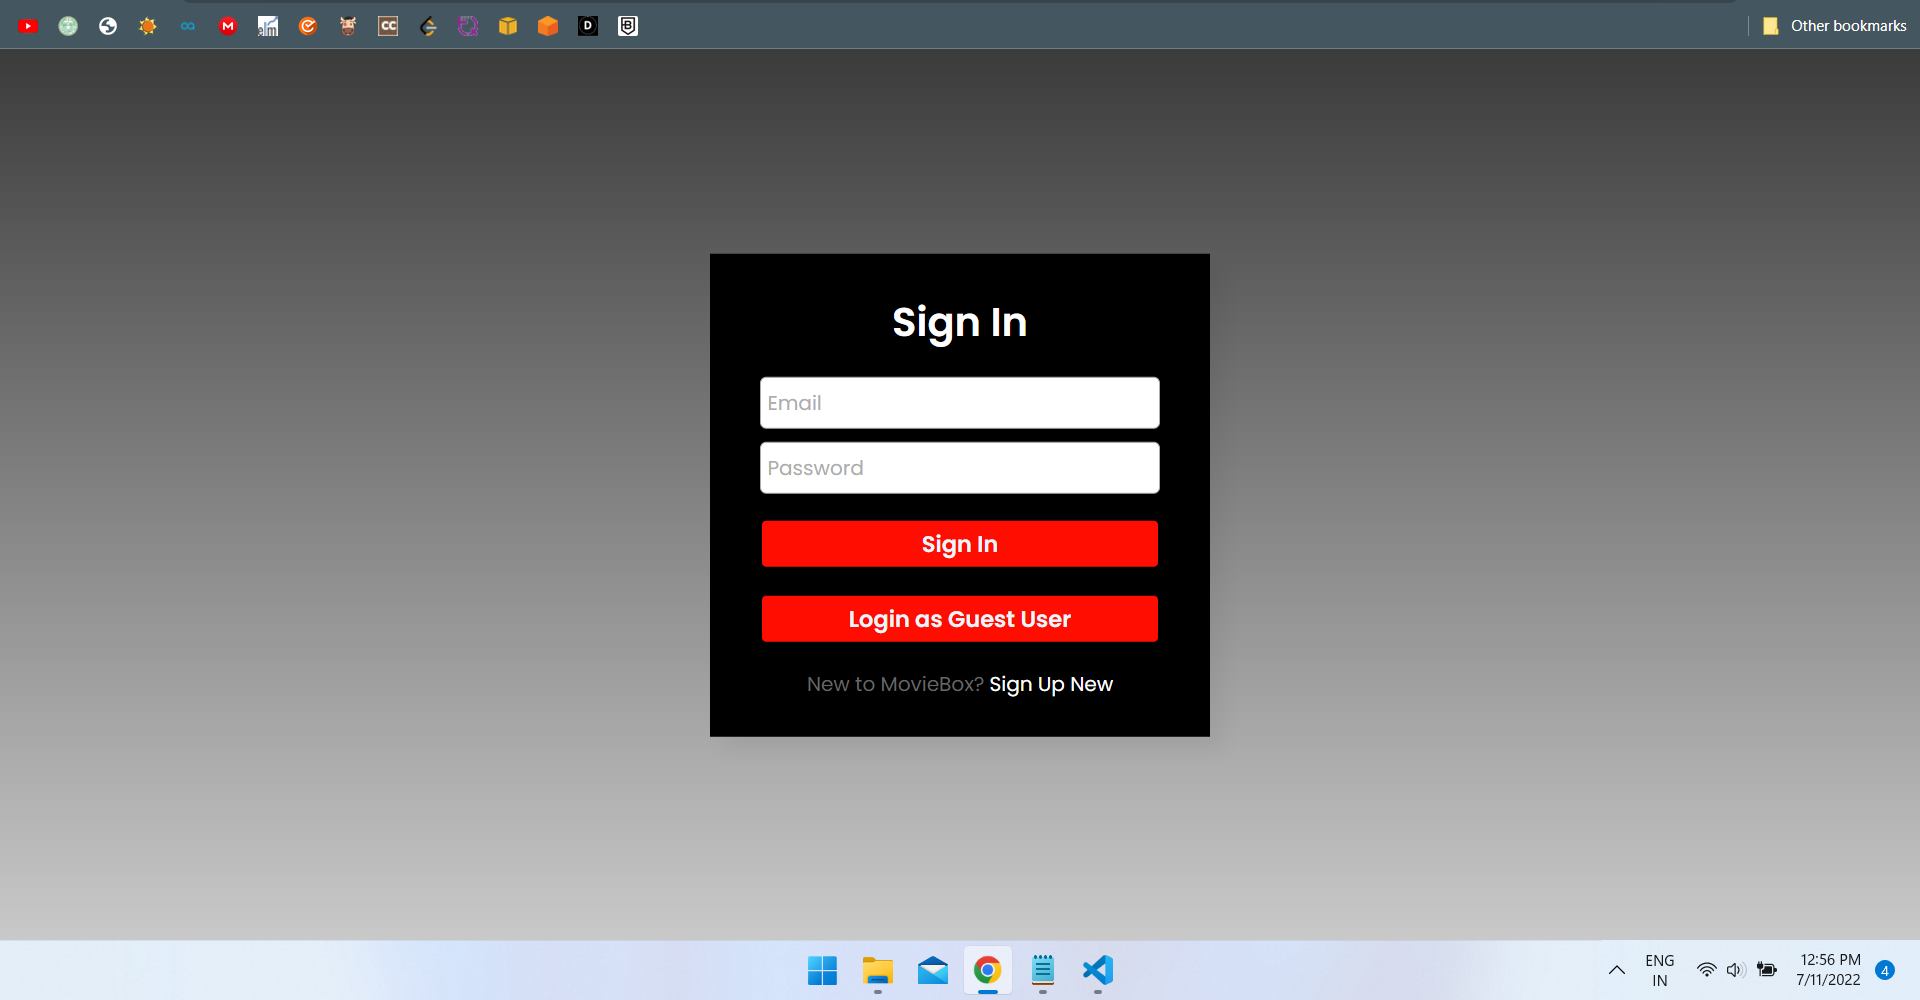 Other bookmarks
M
CC
D
B
Sign In
Email
Password
Sign In
Login as Guest User
New to MovieBox? Sign Up New
ENG
IN
12:56 PM
7/11/2022
4